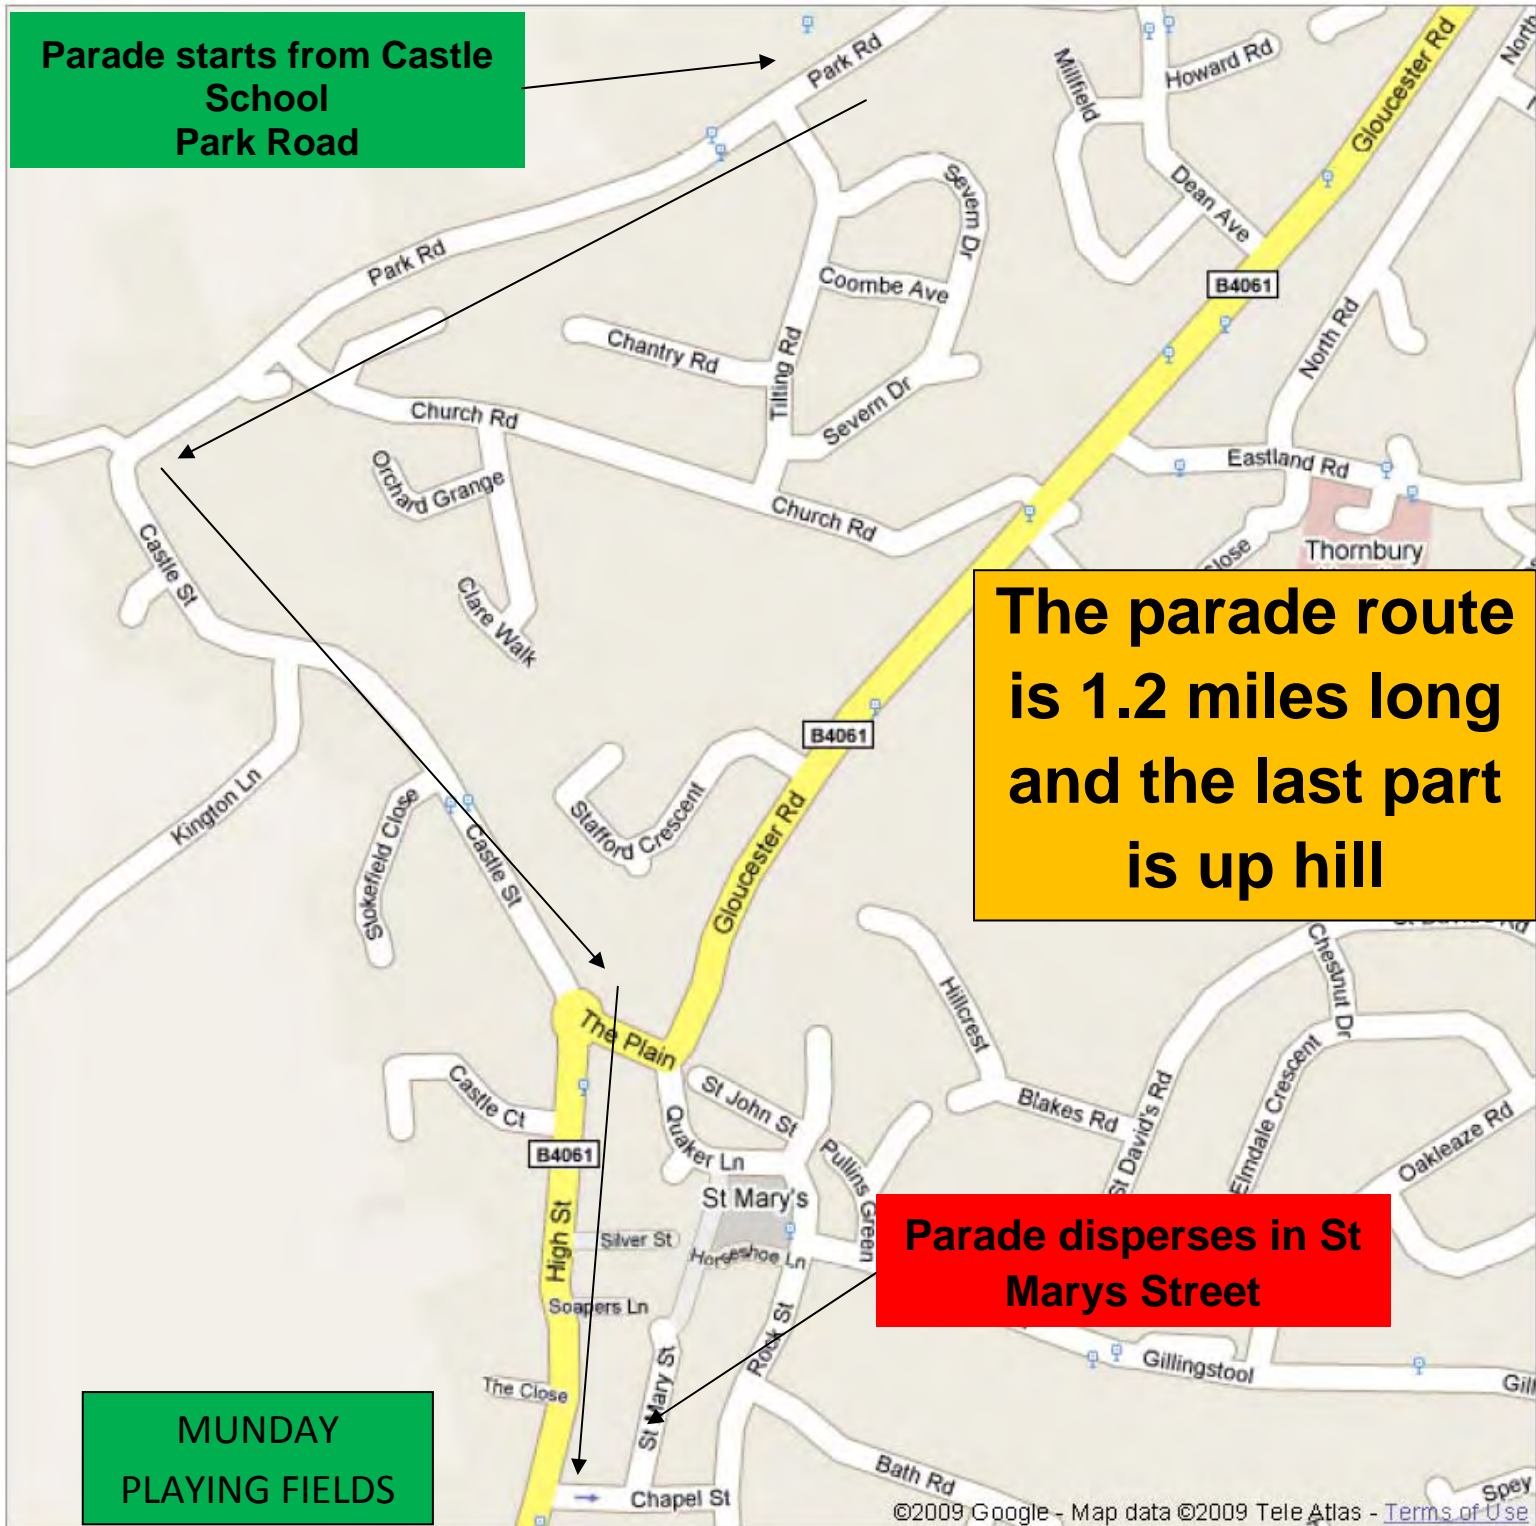 Parade starts from Castle
School
Park Road
Park Rd
Howard Rd
Millfield
Gloucester Rd
North
Dean Ave
Severn Dr
Park Rd
Coombe Ave
B4061
North Rd
Chantry Rd
Tilting Rd
Severn Dr
Church Rd
Orchard Grange
Eastland Rd
Church Rd
Castle St
Close
Thornbury
Clare Walk
The parade route
is 1.2 miles long
and the last part
is up hill
B4061
Kington Ln
Stokefield Close
Stafford Crescent
Gloucester Rd
Castle St
Chestnut Dr
Hillcrest
The Plain
Castle Ct
St John St
Blakes Rd
St David's Rd
Elmdale Crescent
Oakleaze Rd
Quaker Ln
Pullins Green
B4061
St Mary's
High St
Silver St
Horseshoe Ln
Parade disperses in St
Marys Street
Soapers Ln
Rock St
St Mary St
Gillingstool
Gill
The Close
MUNDAY
PLAYING FIELDS
Bath Rd
Chapel St
Spey
©2009 Google - Map data ©2009 Tele Atlas - Terms of Use